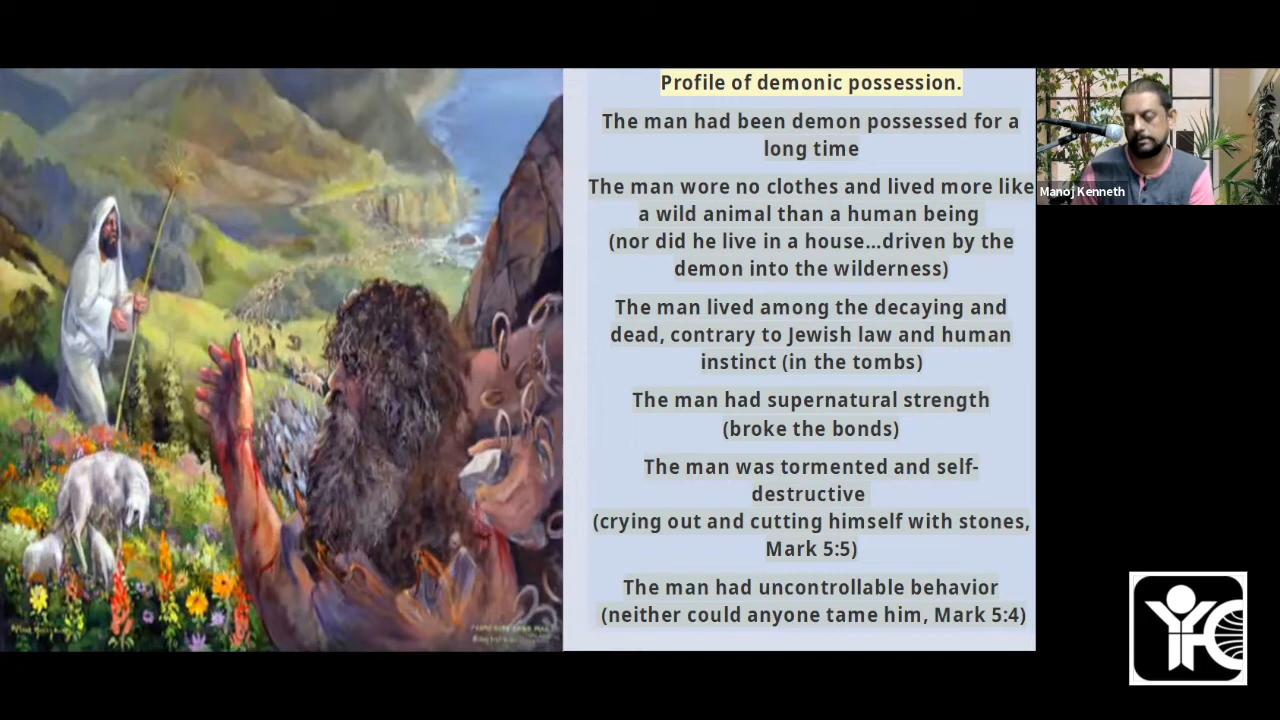 Profile of demonic possession.
The man had been demon possessed for a
long time
The man wore no clothes and lived more like
a wild animal than a human being
(nor did he live in a house...driven by the
demon into the wilderness)
The man lived among the decaying and
dead, contrary to Jewish law and human
instinct (in the tombs)
The man had supernatural strength
(broke the bonds)
The man was tormented and self-
destructive
(crying out and cutting himself with stones,
Mark 5:5)
The man had uncontrollable behavior
(neither could anyone tame him, Mark 5:4)
Manoj Kenneth
YFC